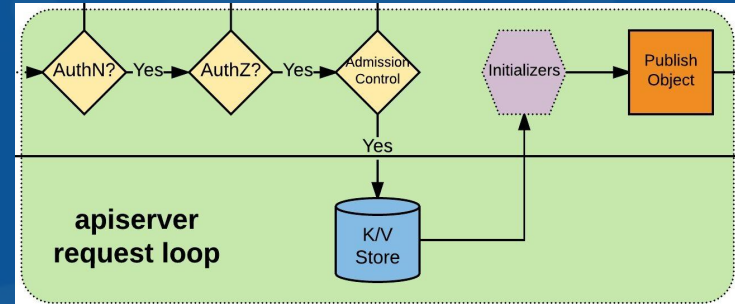 AuthN?
Yes
AuthZ?
Yes
Admission
Control
Initializers
Publish
Object
Yes
apiserver
request loop
K/V
Store